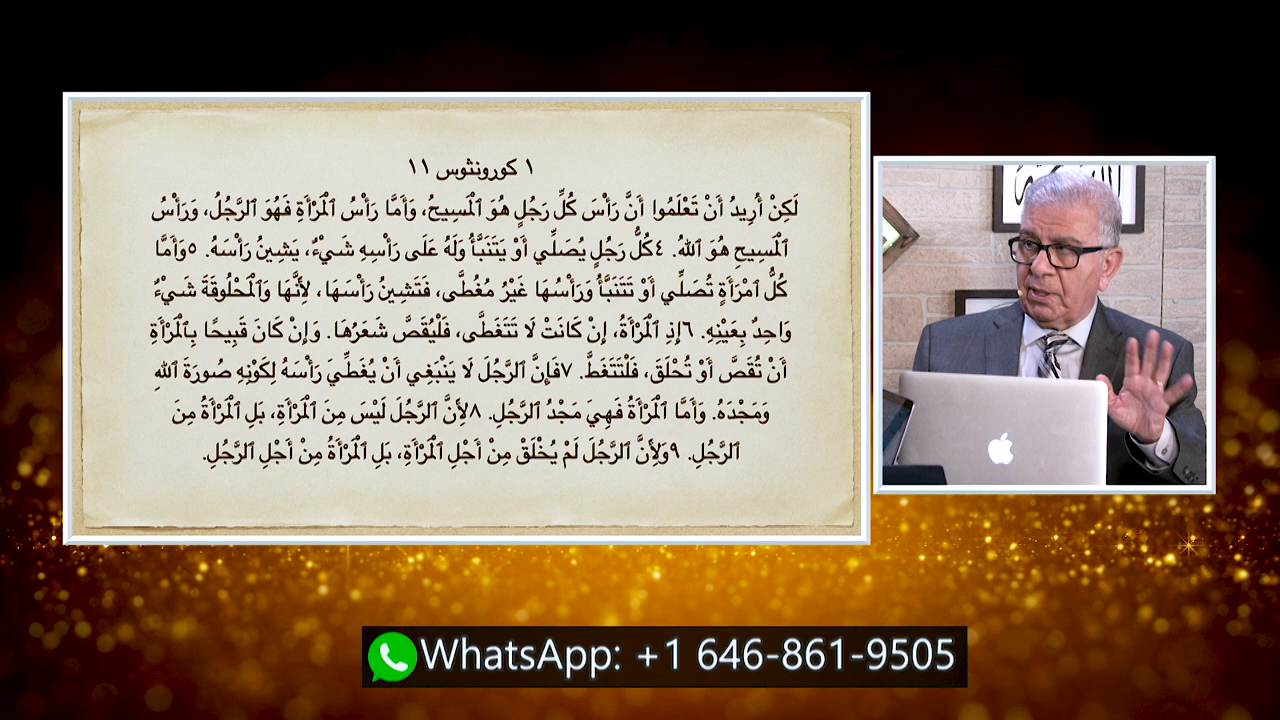 ١ كورونثوس ١١
لَكِنْ أُرِيدُ أَنْ تَعْلَمُوا أَنَّ رَأْسَ كُلِّ رَجُلٍ هُوَ ٱلْمَسِيحُ، وَأَمَّا رَأْسُ ٱلْمَرْأَةِ فَهُوَ ٱلرَّجُلُ، وَرَأْسُ
ٱلْمَسِيحِ هُوَ ٱللهُ. ٤كُلُّ رَجُلٍ يُصَلِّي أَوْ يَتَنَبَّأُ وَلَهُ عَلَى رَأْسِهِ شَيْءٌ، يَشِينُ رَأْسَهُ. ٥وَأَمَّا
كُلُّ ٱمْرَأَةٍ تُصَلِّي أَوْ تَتَنَبَّأُ وَرَأْسُهَا غَيْرُ مُغُطَّى، فَتَشِينُ رَأْسَهَا، لِأَنَّهَا وَٱلْمَحْلُوقَةَ شَيْءٌ
وَاحِدٌ بِعَيْنِهِ. ٦إِذِ ٱلْمَرْأَةُ، إِنْ كَانَتْ لَا تَتَغَطَّى، فَلْيُقَصَّ شَعَرُهَا. وَإِنْ كَانَ قَبِيحًا بِٱلْمَرْأَةِ
أَنْ تُقَصَّ أَوْ تُحْلَقَ، فَلْتَتَغَطَّ. ٧فَإِنَّ ٱلرَّجُلَ لَا يَنْبَغِي أَنْ يُغَطِّيَ رَأْسَهُ لِكَوْنِهِ صُورَةَ ٱللهِ
وَمَجْدَهُ. وَأَمَّا ٱلْمَرْأَةُ فَهِيَ مَجْدُ ٱلرَّجُلِ. ٨لِأَنَّ ٱلرَّجُلَ لَيْسَ مِنَ ٱلْمَرْأَةِ، بَلِ ٱلْمَرْأَةُ مِنَ
ٱلرَّجُلِ. ٩وَلِأَنَّ ٱلرَّجُلَ لَمْ يُخْلَقْ مِنْ أَجْلِ ٱلْمَرْأَةِ، بَلِ ٱلْمَرْأَةُ مِنْ أَجْلِ ٱلرَّجُلِ.
WhatsApp: +1 646-861-9505